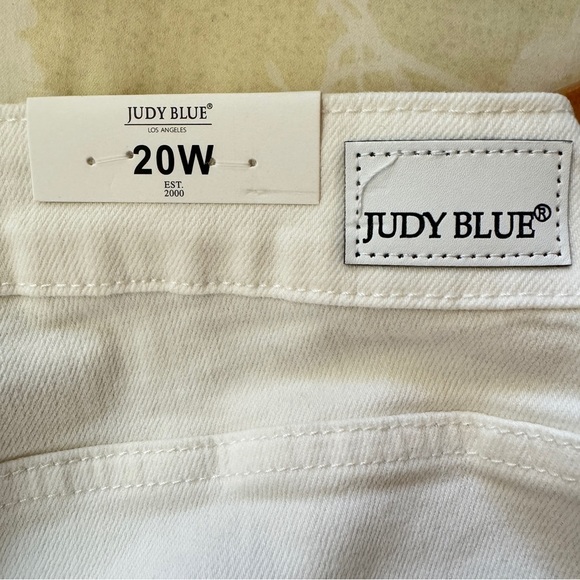 JUDY BLUE®
LOS ANGELES
20W
EST.
2000
JUDY BLUE®